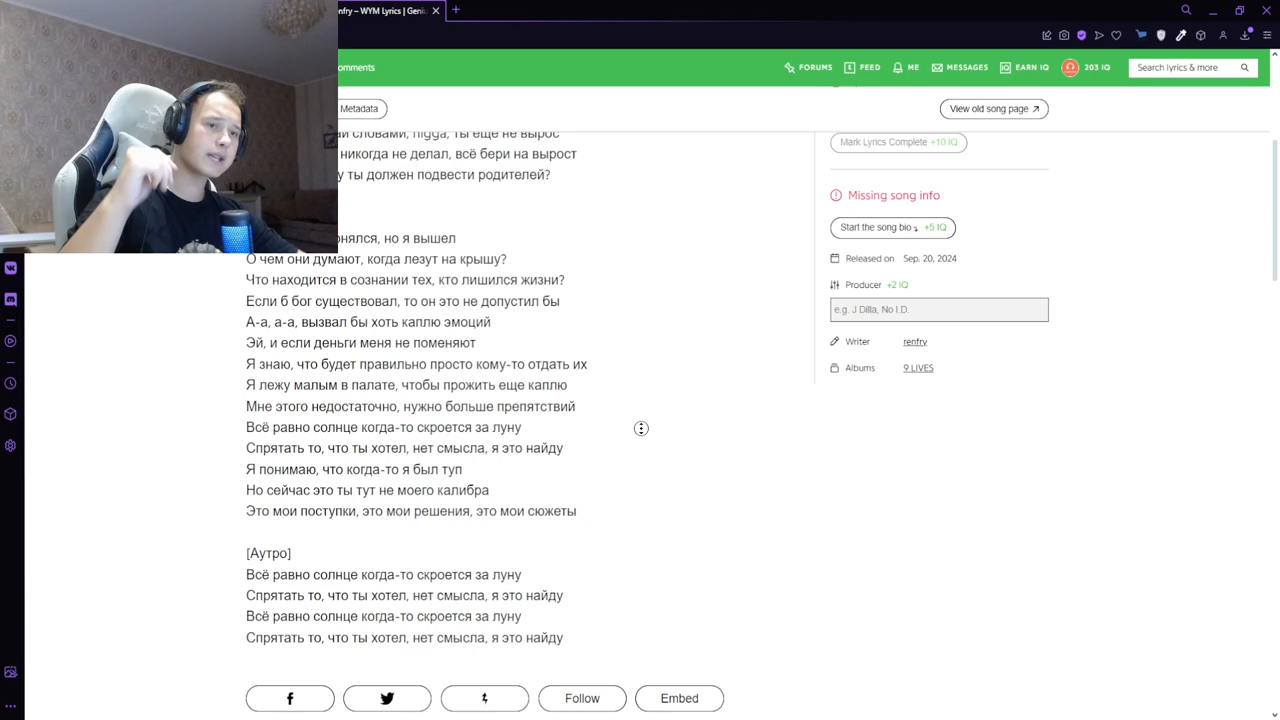 nfry – WYM Lyrics | Geni
omments
FORUMS
FEED
ME
MESSAGES
EARN IQ
203 IQ
Search lyrics & more
Metadata
View old song page
словами, nigga, ты еще не вырос
никогда не делал, всё бери на вырост
у ты должен подвести родителей?
онялся, но я вышел
О чем они думают, когда лезут на крышу?
Что находится в сознании тех, кто лишился жизни?
Если б бог существовал, то он это не допустил бы
А-а, а-а, вызвал бы хоть каплю эмоций
Эй, и если деньги меня не поменяют
Я знаю, что будет правильно просто кому-то отдать их
Я лежу малым в палате, чтобы прожить еще каплю
Мне этого недостаточно, нужно больше препятствий
Всё равно солнце когда-то скроется за луну
Спрятать то, что ты хотел, нет смысла, я это найду
Я понимаю, что когда-то я был туп
Но сейчас это ты тут не моего калибра
Это мои поступки, это мои решения, это мои сюжеты
[Аутро]
Всё равно солнце когда-то скроется за луну
Спрятать то, что ты хотел, нет смысла, я это найду
Всё равно солнце когда-то скроется за луну
Спрятать то, что ты хотел, нет смысла, я это найду
Follow
Embed
Mark Lyrics Complete +10 IQ
Missing song info
Start the song bio +5 IQ
Released on Sep. 20, 2024
Producer +2 IQ
e.g. J Dilla, No I.D.
Writer renfry
Albums 9 LIVES